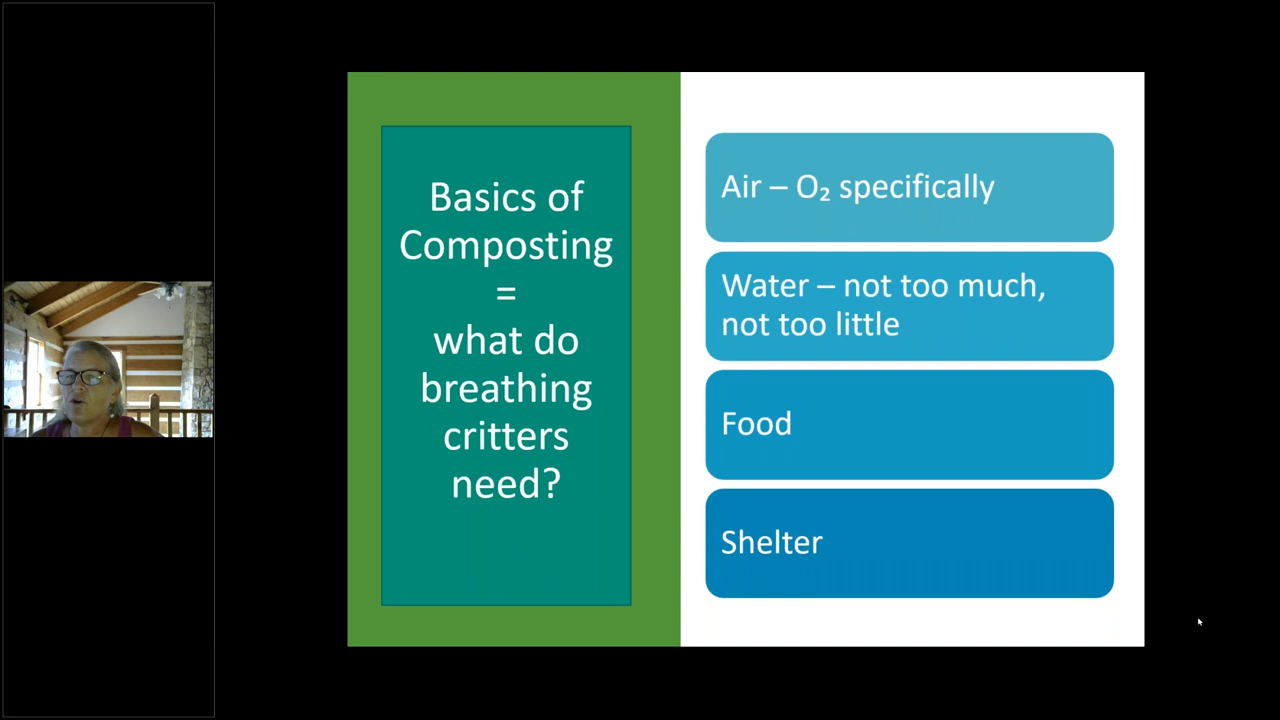 Basics of
Composting
=
what do
breathing
critters
need?
Air – O₂ specifically
Water – not too much,
not too little
Food
Shelter